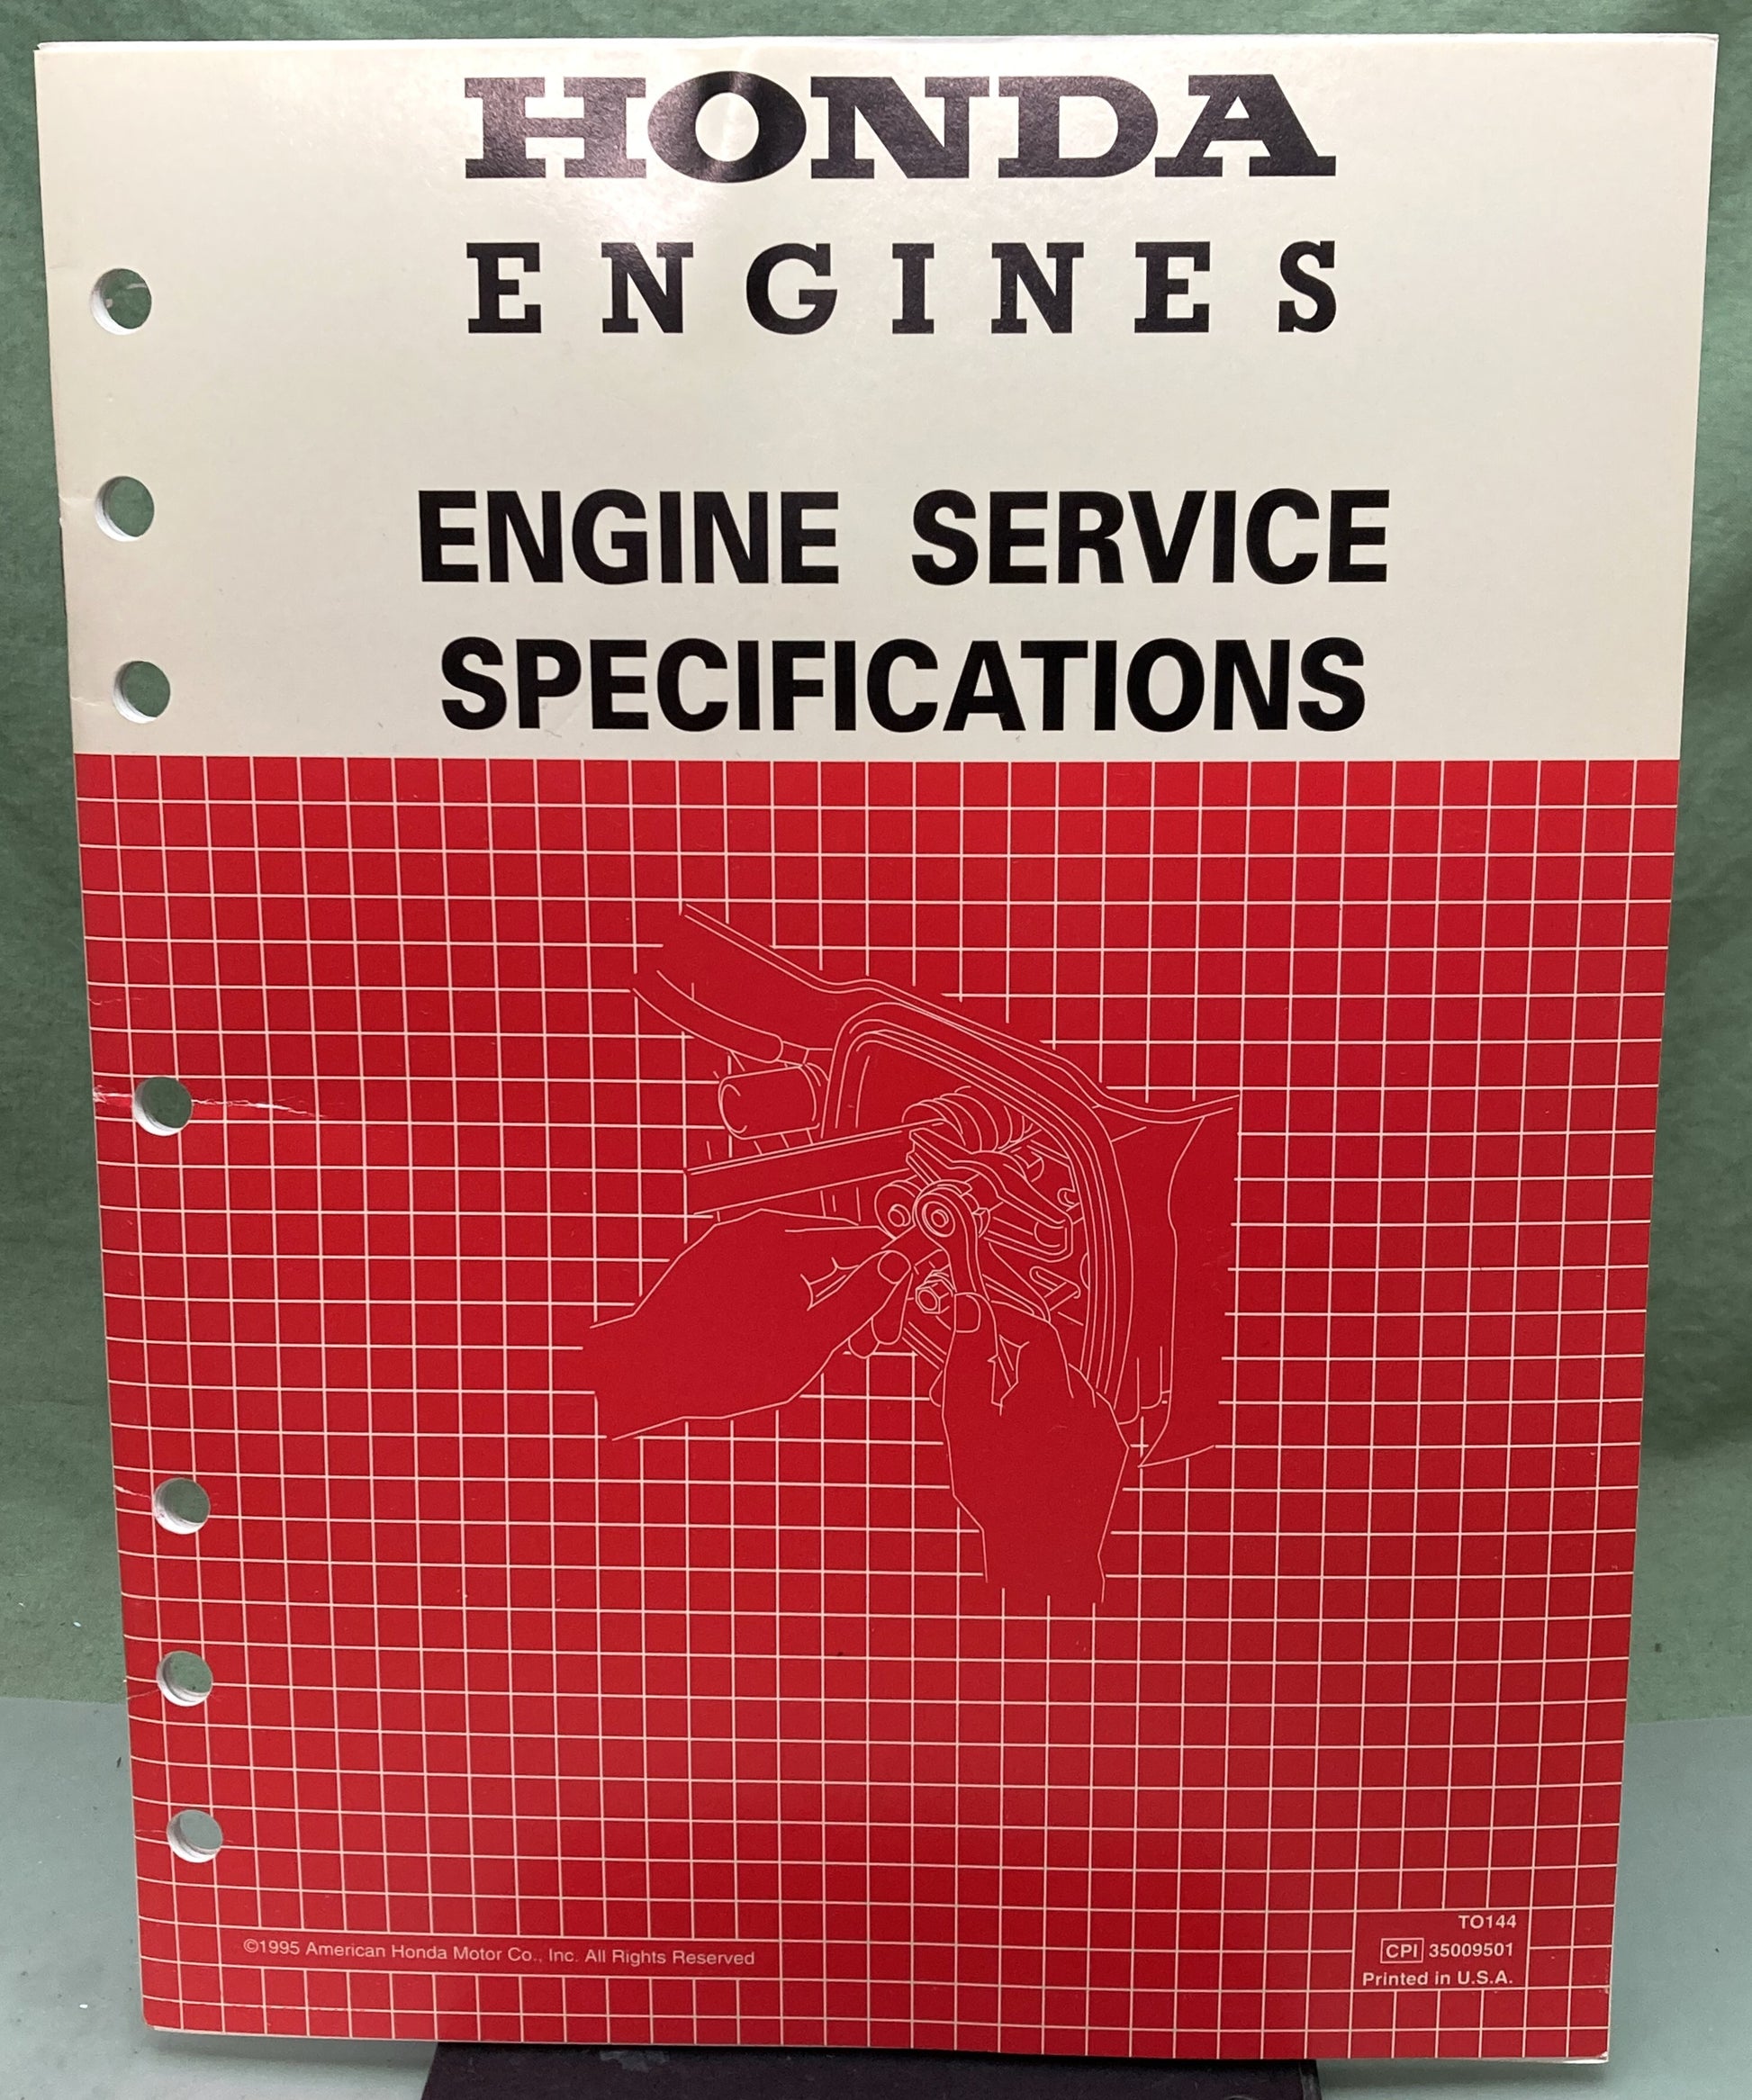 HONDA
ENGINES
ENGINE SERVICE
SPECIFICATIONS
©1995 American Honda Motor Co., Inc. All Rights Reserved
TO144
CPI 35009501
Printed in U.S.A.